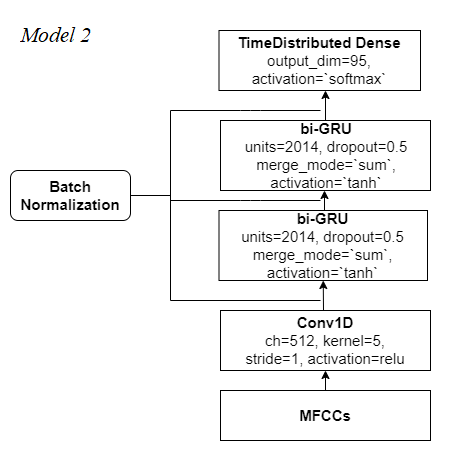 Model 2
TimeDistributed Dense
output_dim=95,
activation=`softmax`
bi-GRU
units=2014, dropout=0.5
merge_mode=`sum`,
activation=`tanh`
Batch
Normalization
bi-GRU
units=2014, dropout=0.5
merge_mode=`sum`,
activation=`tanh`
Conv1D
ch=512, kernel=5,
stride=1, activation=relu
MFCCs